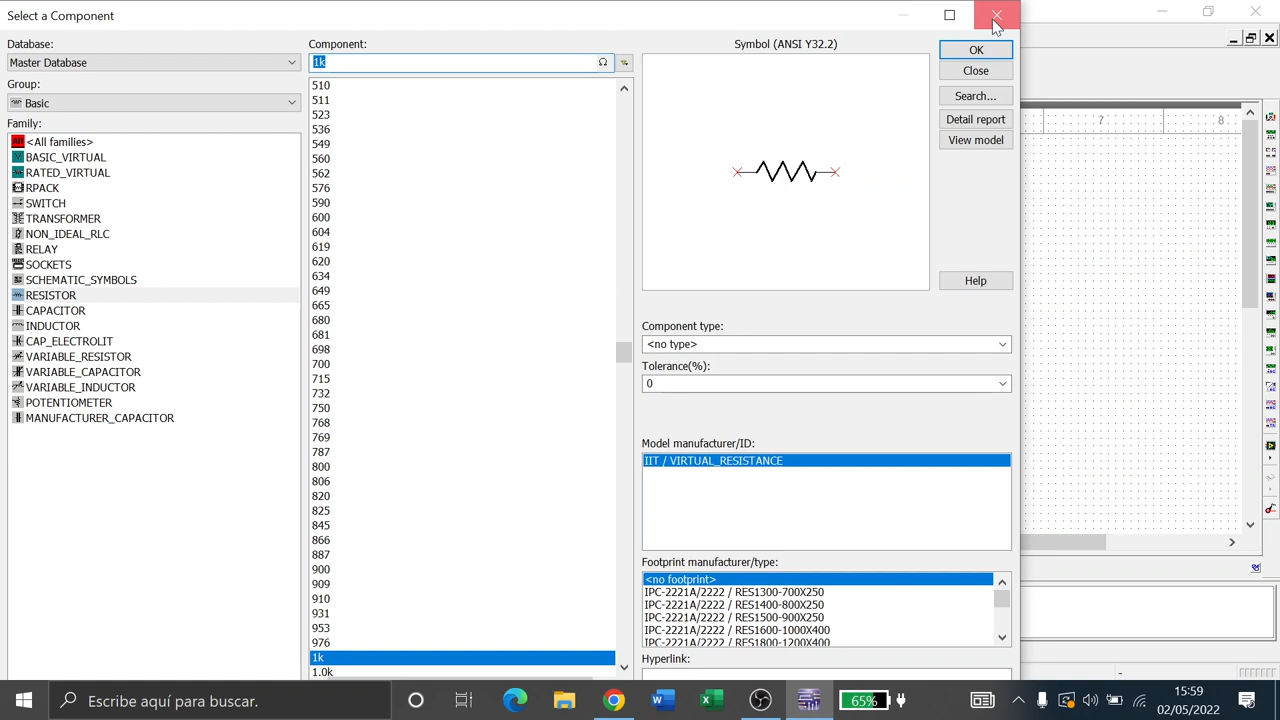 Select a Component
Database:
Master Database
Group:
Basic
Family:
All <All families>
BASIC_VIRTUAL
RATED_VIRTUAL
RPACK
SWITCH
TRANSFORMER
NON_IDEAL_RLC
RELAY
SOCKETS
SCHEMATIC_SYMBOLS
RESISTOR
CAPACITOR
INDUCTOR
CAP_ELECTROLIT
VARIABLE_RESISTOR
VARIABLE_CAPACITOR
VARIABLE_INDUCTOR
POTENTIOMETER
MANUFACTURER_CAPACITOR
Component:
1k Ω
510
511
523
536
549
560
562
576
590
600
604
619
620
634
649
665
680
681
698
700
715
732
750
768
769
787
800
806
820
825
845
866
887
900
909
910
931
953
976
1k
1.0k
Symbol (ANSI Y32.2)
Component type:
<no type>
Tolerance(%):
0
Model manufacturer/ID:
IIT / VIRTUAL_RESISTANCE
Footprint manufacturer/type:
<no footprint>
IPC-2221A/2222 / RES1300-700X250
IPC-2221A/2222 / RES1400-800X250
IPC-2221A/2222 / RES1500-900X250
IPC-2221A/2222 / RES1600-1000X400
IPC-2221A/2222 / RES1800-1200X400
Hyperlink:
OK
Close
Search...
Detail report
View model
Help
7 8
Escribe aquí para buscar.
65%
15:59
02/05/2022